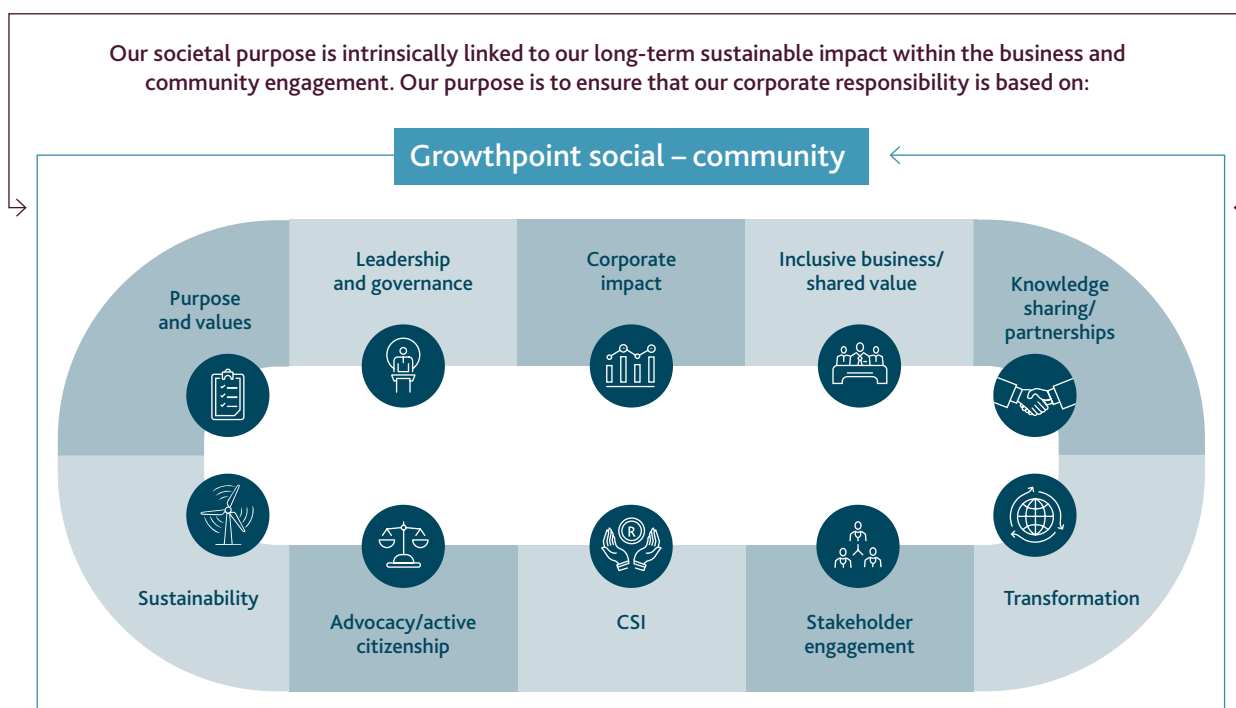 Our societal purpose is intrinsically linked to our long-term sustainable impact within the business and
community engagement. Our purpose is to ensure that our corporate responsibility is based on:
Growthpoint social – community
Purpose
and values
Leadership
and governance
Corporate
impact
Inclusive business/
shared value
Knowledge
sharing/
partnerships
Sustainability
Advocacy/active
citizenship
R
CSI
Stakeholder
engagement
Transformation